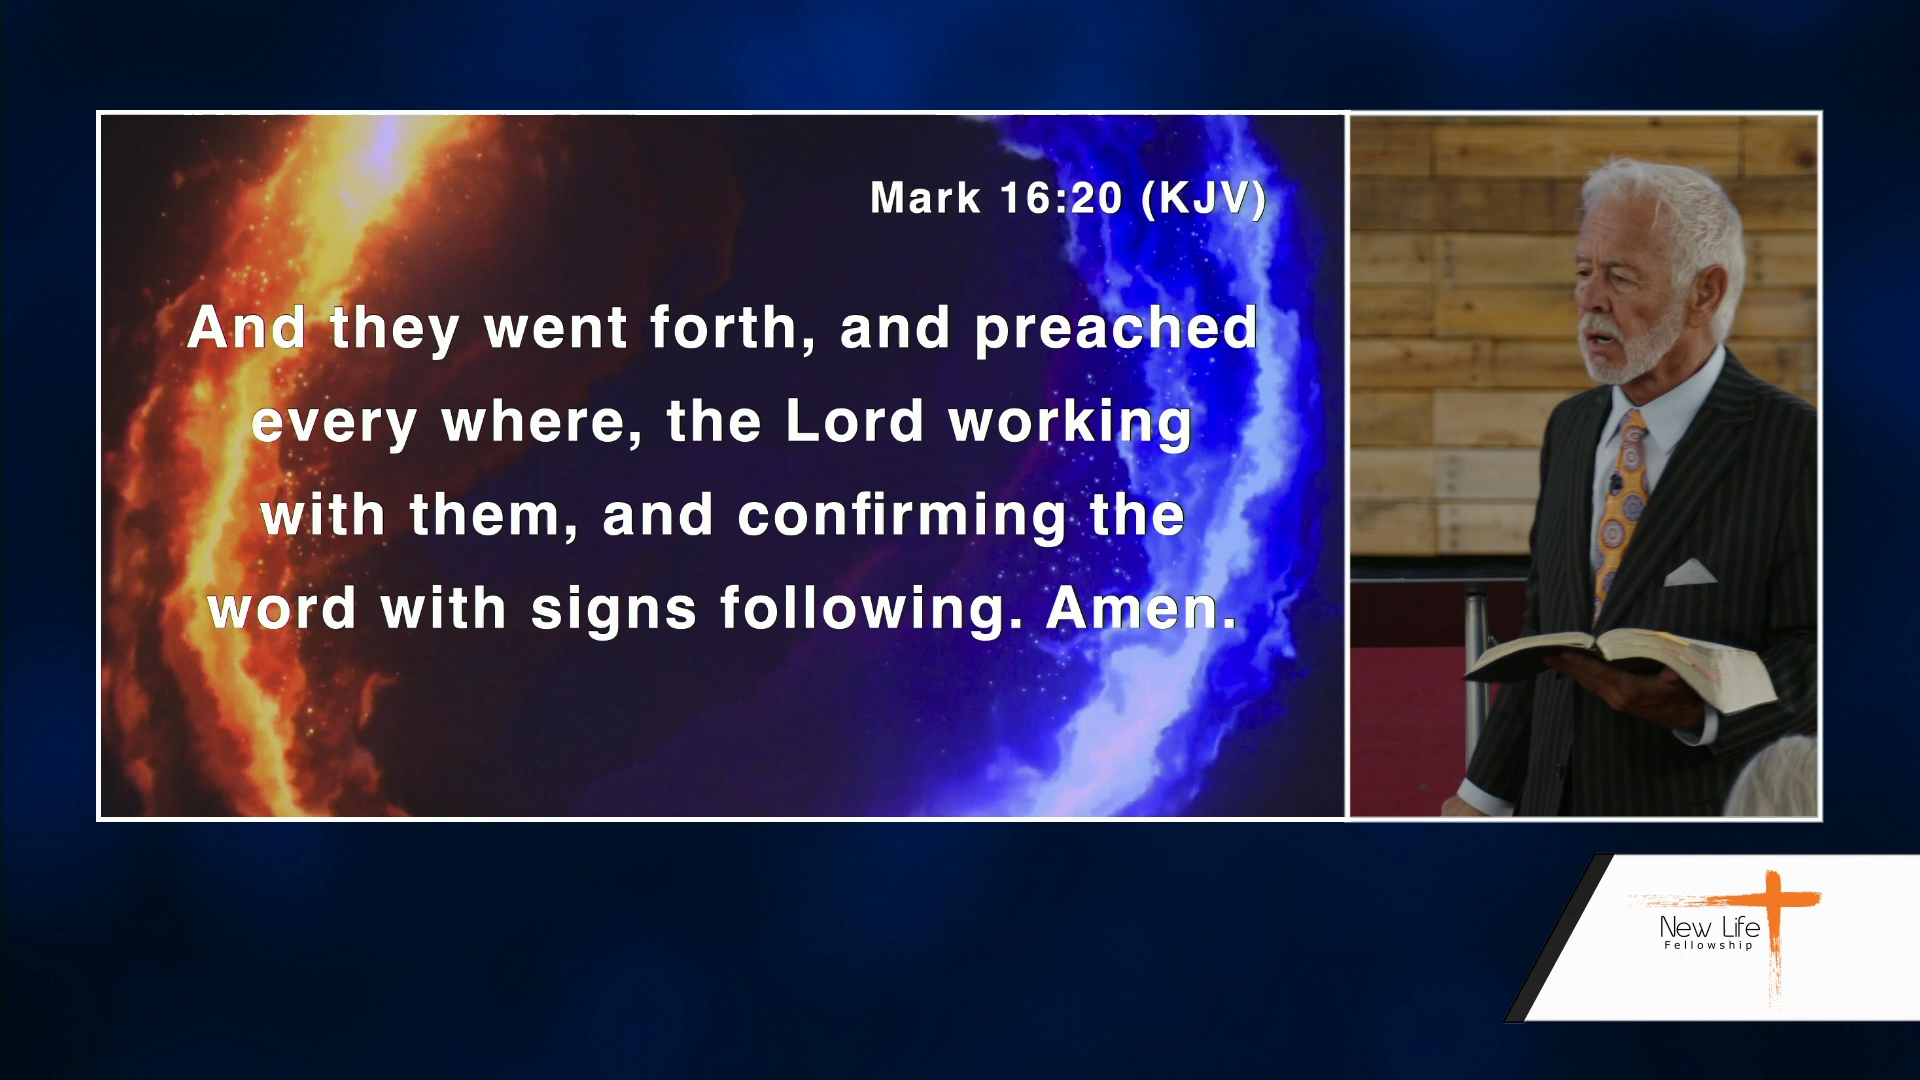 Mark 16:20 (KJV)
And they went forth, and preached
every where, the Lord working
with them, and confirming the
word with signs following. Amen.
New Life
Fellowship